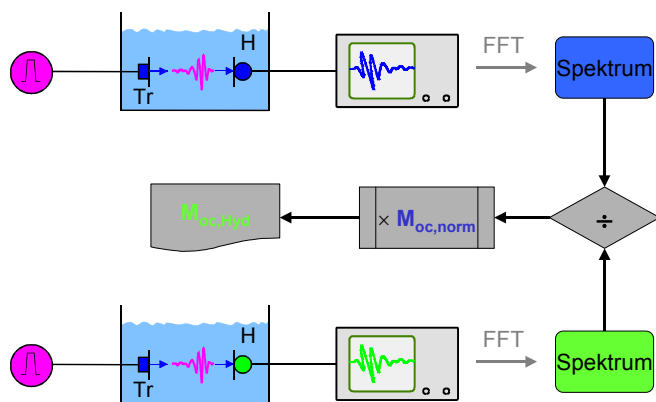 H
FFT
Spektrum
Tr
M_oc,Hyd
× M_oc,norm
÷
H
FFT
Spektrum
Tr